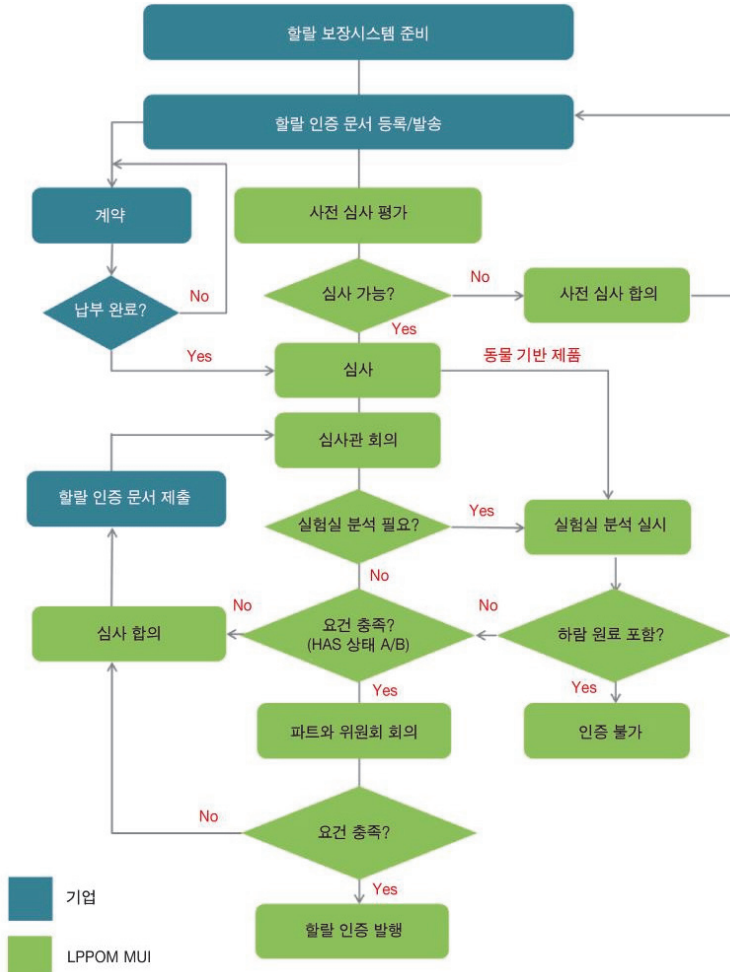 할랄 보장시스템 준비
할랄 인증 문서 등록/발송
계약
사전 심사 평가
납부 완료?
No
심사 가능?
No
사전 심사 합의
Yes
Yes
심사
동물 기반 제품
심사관 회의
할랄 인증 문서 제출
실험실 분석 필요?
Yes
실험실 분석 실시
No
심사 합의
No
요건 충족?
(HAS 상태 A/B)
No
하람 원료 포함?
Yes
Yes
파트와 위원회 회의
인증 불가
No
요건 충족?
Yes
기업
할랄 인증 발행
LPPOM MUI